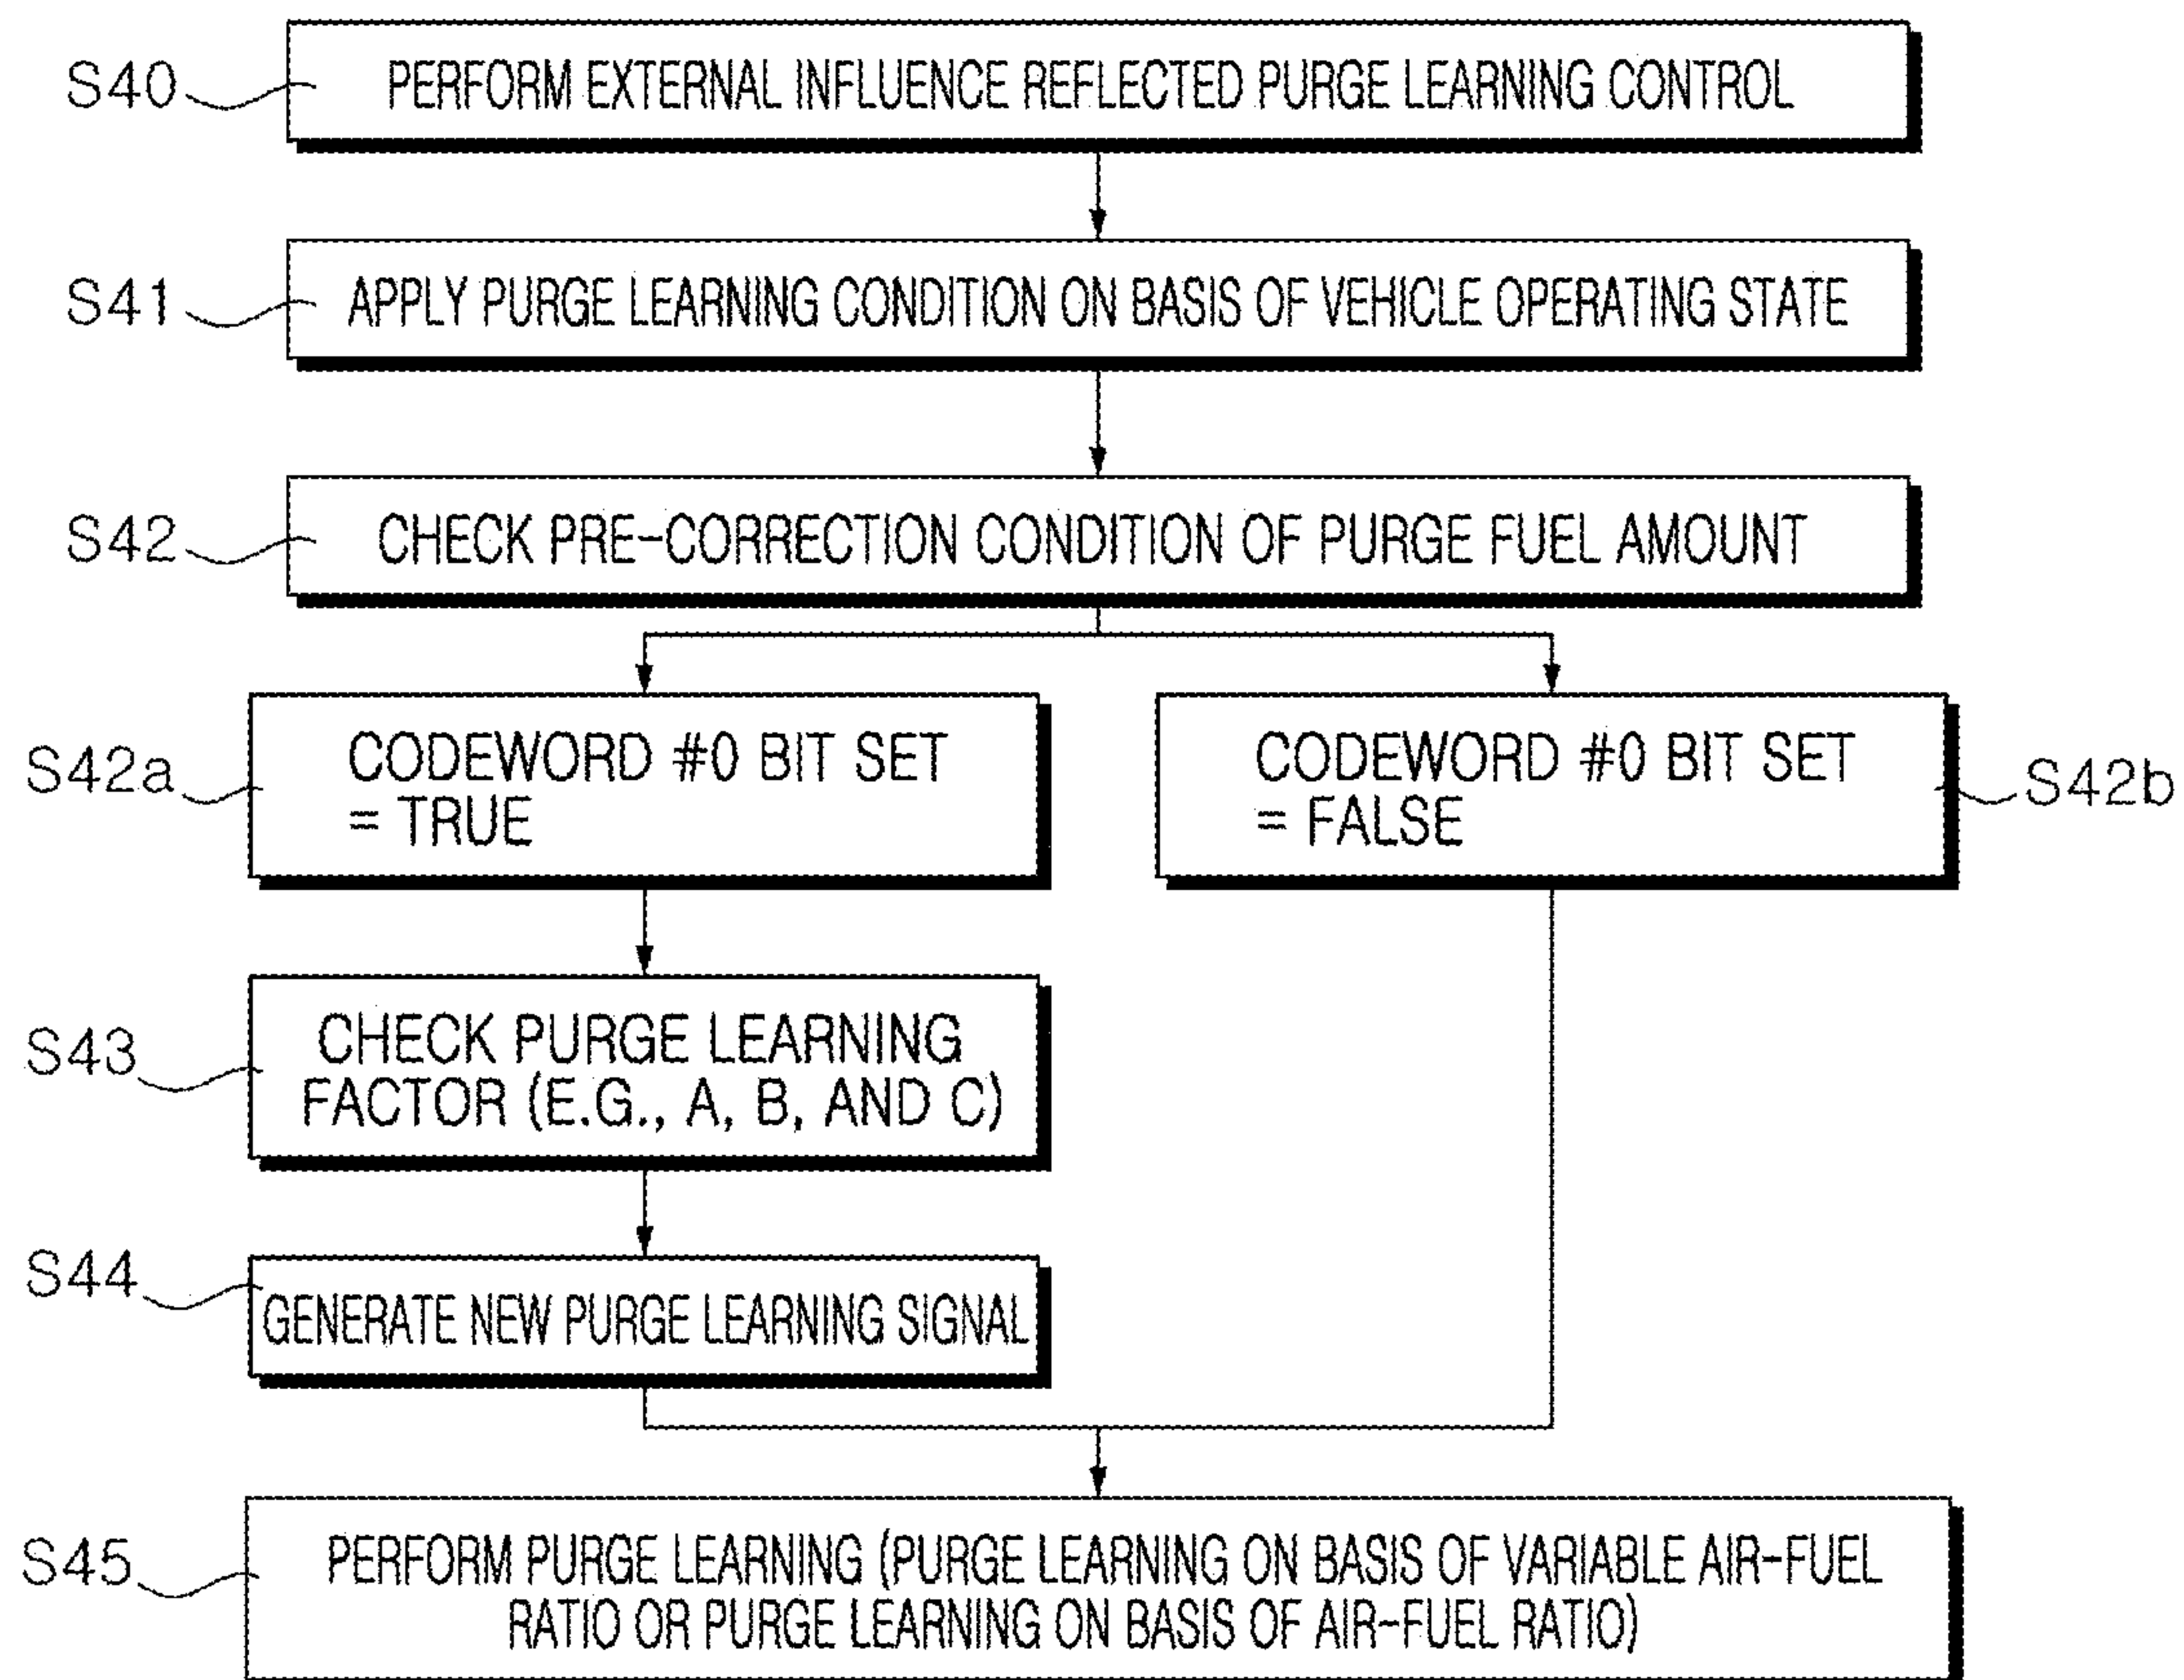 S40
PERFORM EXTERNAL INFLUENCE REFLECTED PURGE LEARNING CONTROL
S41
APPLY PURGE LEARNING CONDITION ON BASIS OF VEHICLE OPERATING STATE
S42
CHECK PRE-CORRECTION CONDITION OF PURGE FUEL AMOUNT
S42a
CODEWORD #0 BIT SET
= TRUE
CODEWORD #0 BIT SET
= FALSE
S42b
S43
CHECK PURGE LEARNING
FACTOR (E.G., A, B, AND C)
S44
GENERATE NEW PURGE LEARNING SIGNAL
S45
PERFORM PURGE LEARNING (PURGE LEARNING ON BASIS OF VARIABLE AIR-FUEL
RATIO OR PURGE LEARNING ON BASIS OF AIR-FUEL RATIO)